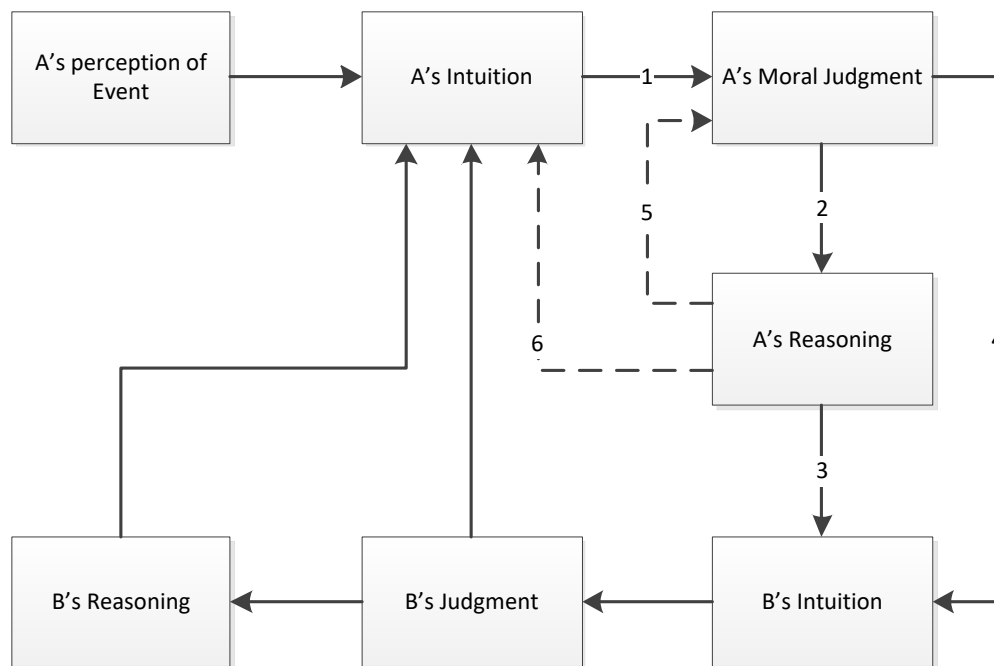 A's perception of
Event
A's Intuition
1
A's Moral Judgment
5
2
6
A's Reasoning
3
B's Reasoning
B's Judgment
B's Intuition